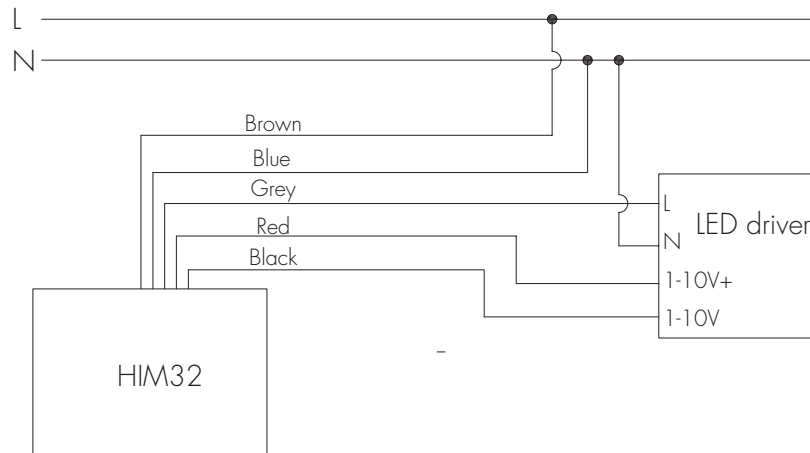 L
N
Brown
Blue
Grey
Red
Black
L
N
LED driver
1-10V+
1-10V
–
HIM32